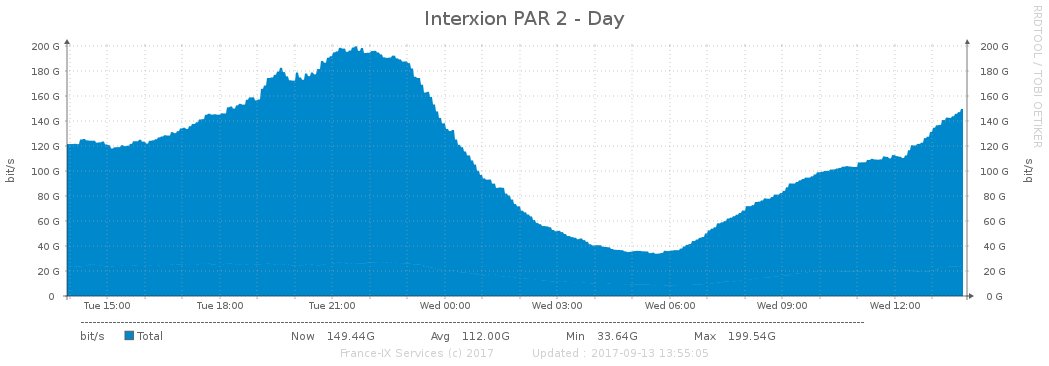 Interxion PAR 2 - Day
RRDTOOL / TOBI OETIKER
200 G 200 G
180 G 180 G
160 G 160 G
140 G 140 G
120 G 120 G
100 G 100 G
80 G 80 G
60 G 60 G
40 G 40 G
20 G 20 G
0 0 G
bit/s bit/s
Tue 15:00 Tue 18:00 Tue 21:00 Wed 00:00 Wed 03:00 Wed 06:00 Wed 09:00 Wed 12:00
bit/s Total Now 149.44G Avg 112.00G Min 33.64G Max 199.54G
France-IX Services (c) 2017 Updated : 2017-09-13 13:55:05